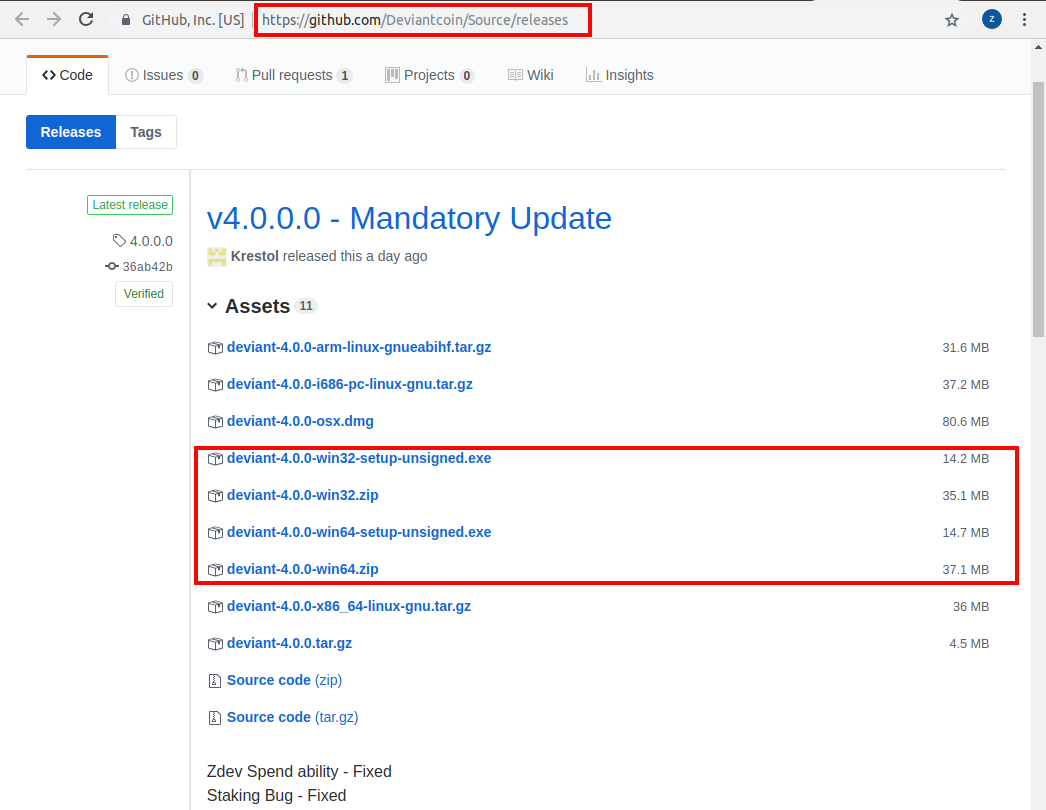 GitHub, Inc. [US] https://github.com/Deviantcoin/Source/releases z
Code Issues 0 Pull requests 1 Projects 0 Wiki Insights
Releases Tags
Latest release
4.0.0.0
36ab42b
Verified
v4.0.0.0 - Mandatory Update
Krestol released this a day ago
Assets 11
deviant-4.0.0-arm-linux-gnueabihf.tar.gz 31.6 MB
deviant-4.0.0-i686-pc-linux-gnu.tar.gz 37.2 MB
deviant-4.0.0-osx.dmg 80.6 MB
deviant-4.0.0-win32-setup-unsigned.exe 14.2 MB
deviant-4.0.0-win32.zip 35.1 MB
deviant-4.0.0-win64-setup-unsigned.exe 14.7 MB
deviant-4.0.0-win64.zip 37.1 MB
deviant-4.0.0-x86_64-linux-gnu.tar.gz 36 MB
deviant-4.0.0.tar.gz 4.5 MB
Source code (zip)
Source code (tar.gz)
Zdev Spend ability - Fixed
Staking Bug - Fixed